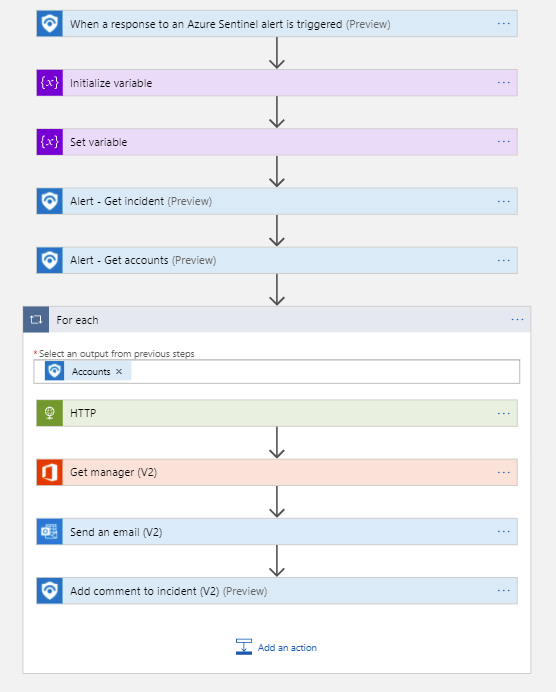 When a response to an Azure Sentinel alert is triggered (Preview)
{x} Initialize variable
{x} Set variable
Alert - Get incident (Preview)
Alert - Get accounts (Preview)
For each
*Select an output from previous steps
Accounts ×
HTTP
Get manager (V2)
Send an email (V2)
Add comment to incident (V2) (Preview)
Add an action